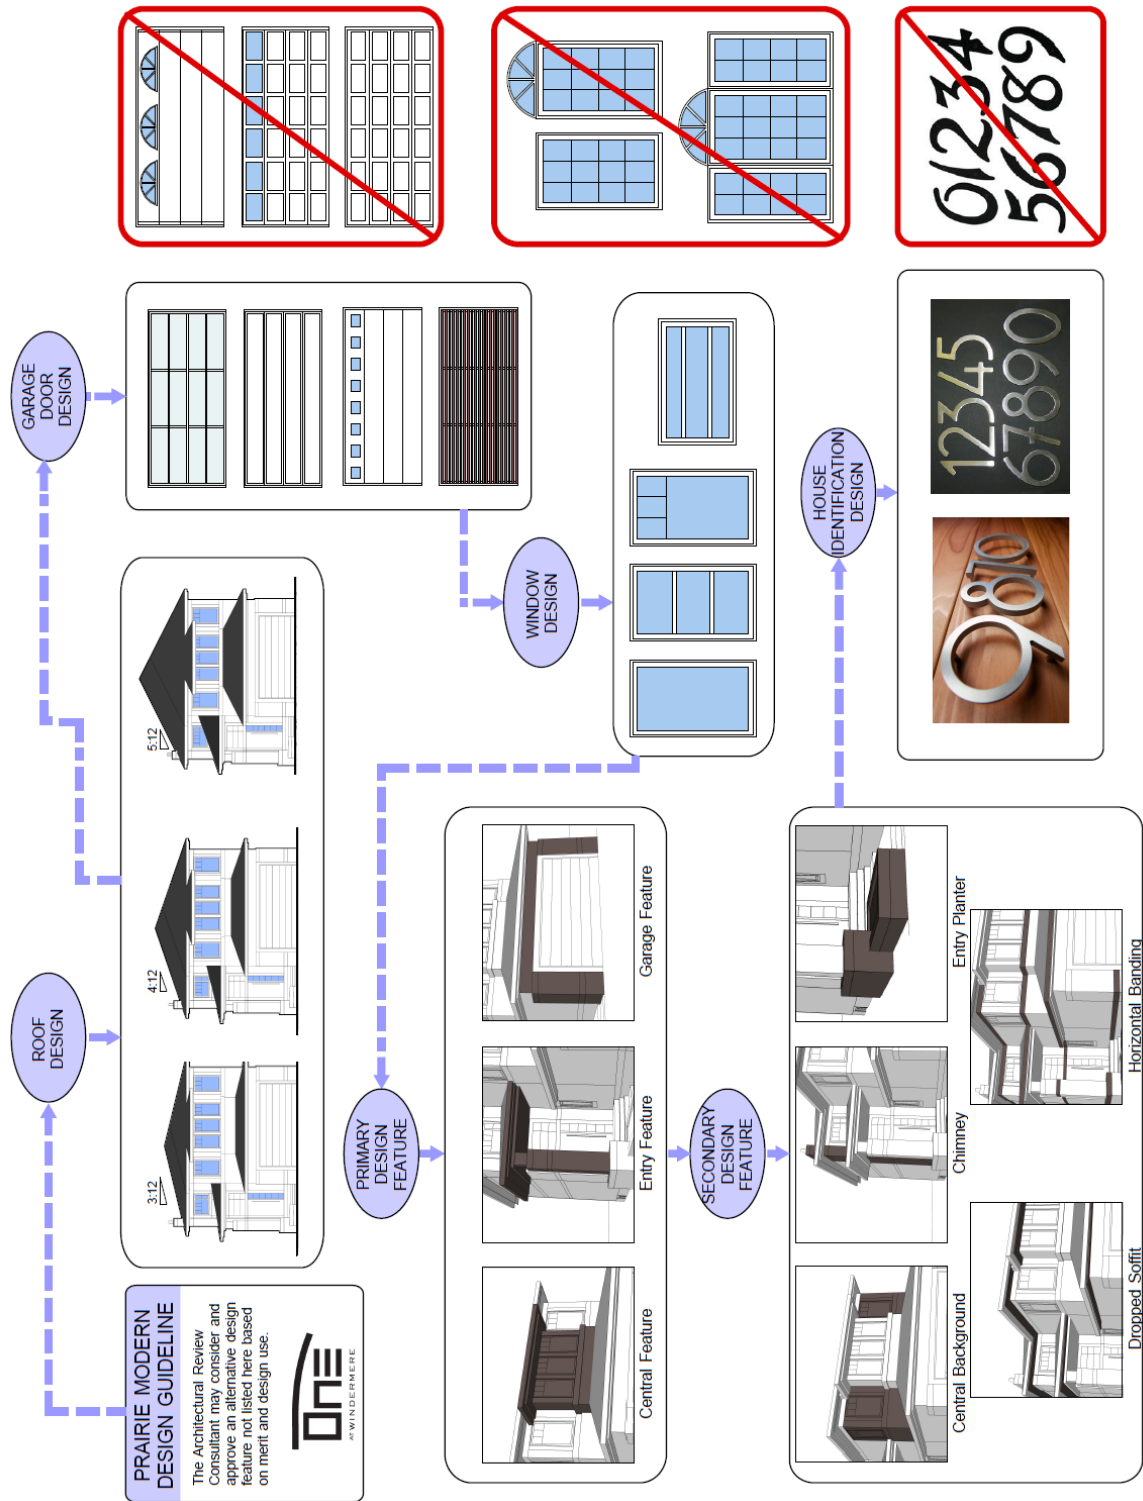 PRAIRIE MODERN
DESIGN GUIDELINE
The Architectural Review
Consultant may consider and
approve an alternative design
feature not listed here based
on merit and design use.
ONE
AT WINDERMERE
ROOF
DESIGN
3:12
4:12
5:12
GARAGE
DOOR
DESIGN
WINDOW
DESIGN
PRIMARY
DESIGN
FEATURE
Central Feature
Entry Feature
Garage Feature
SECONDARY
DESIGN
FEATURE
Central Background
Chimney
Entry Planter
Dropped Soffit
Horizontal Banding
HOUSE
IDENTIFICATION
DESIGN
9870
12345
67890
01234
56789